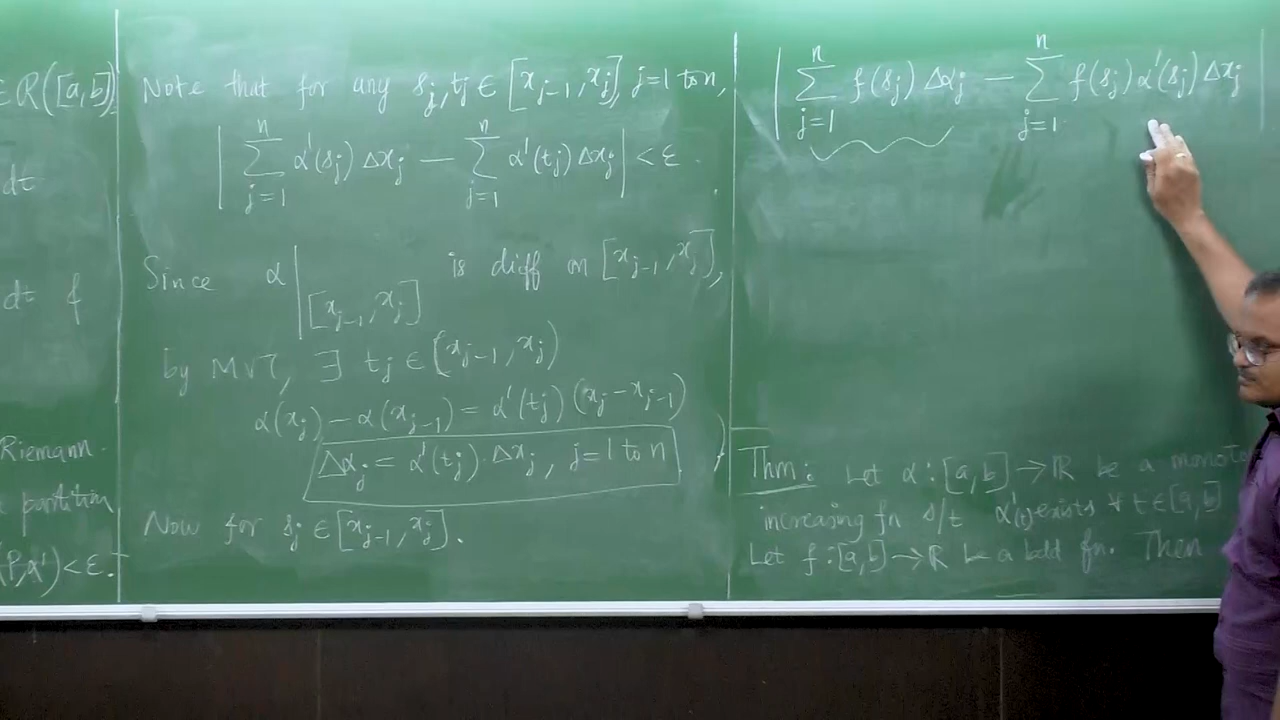 ∈ R([a,b])
dt
dt &
Riemann.
partition
(P,α') < ε.
Note that for any s_j, t_j ∈ [x_{j-1}, x_j], j=1 to n,
| Σ_{j=1}^{n} α'(s_j) Δx_j — Σ_{j=1}^{n} α'(t_j) Δx_j | < ε.
Since α|_{[x_{j-1}, x_j]} is diff on [x_{j-1}, x_j],
by MVT, ∃ t_j ∈ (x_{j-1}, x_j)
α(x_j) — α(x_{j-1}) = α'(t_j) (x_j — x_{j-1})
Δα_j = α'(t_j) · Δx_j, j=1 to n
Now for s_j ∈ [x_{j-1}, x_j].
| Σ_{j=1}^{n} f(s_j) Δα_j — Σ_{j=1}^{n} f(s_j) α'(s_j) Δx_j |
Thm: Let α : [a,b] → ℝ be a monoto
increasing fn s/t α'(t) exists ∀ t ∈ [a,b]
Let f : [a,b] → ℝ be a bdd fn. Then